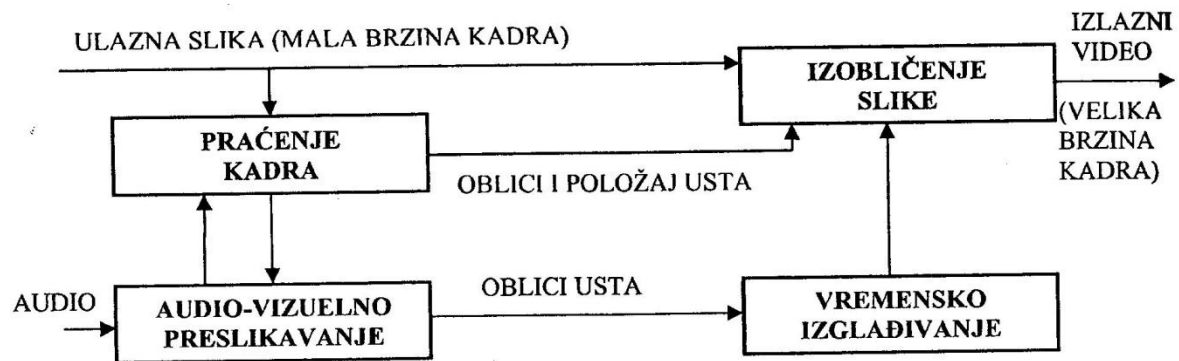 ULAZNA SLIKA (MALA BRZINA KADRA)
IZLAZNI
VIDEO
IZOBLIČENJE
SLIKE
(VELIKA
BRZINA
KADRA)
PRAĆENJE
KADRA
OBLICI I POLOŽAJ USTA
AUDIO
AUDIO-VIZUELNO
PRESLIKAVANJE
OBLICI USTA
VREMENSKO
IZGLAĐIVANJE